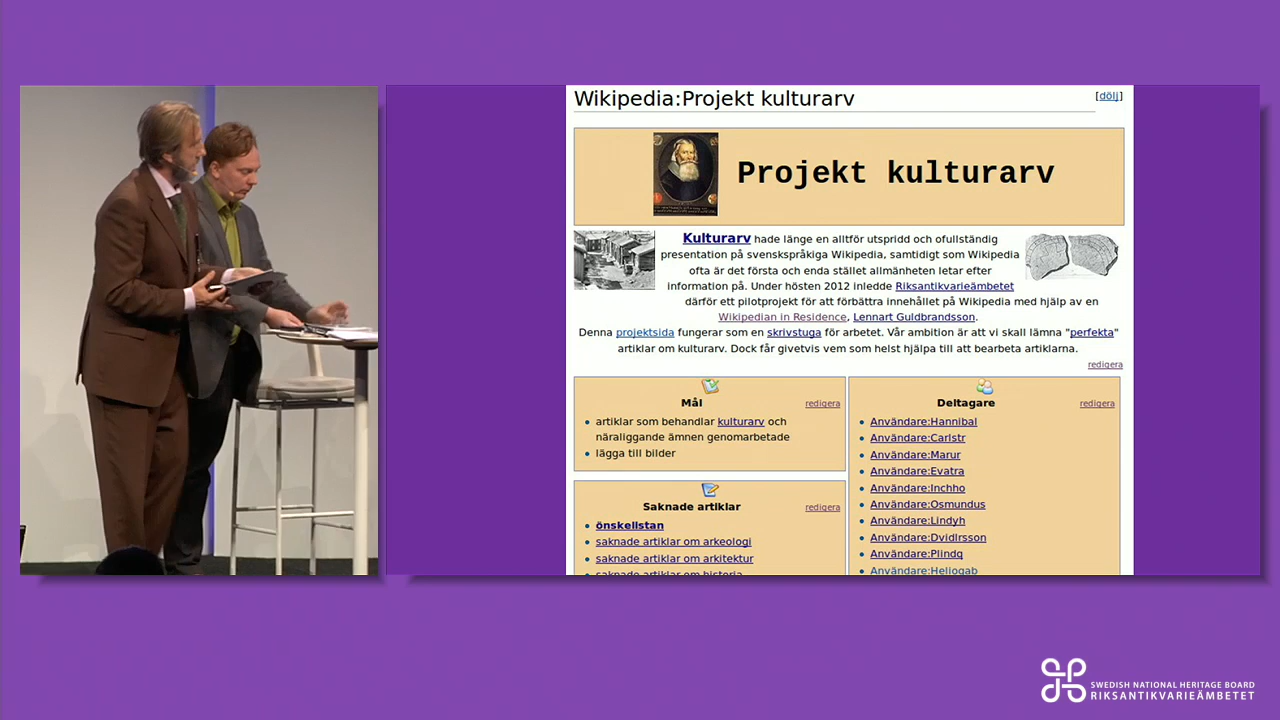 Wikipedia:Projekt kulturarv
[dölj]
Projekt kulturarv
Kulturarv hade länge en alltför utspridd och ofullständig
presentation på svenskspråkiga Wikipedia, samtidigt som Wikipedia
ofta är det första och enda stället allmänheten letar efter
information på. Under hösten 2012 inledde Riksantikvarieämbetet
därför ett pilotprojekt för att förbättra innehållet på Wikipedia med hjälp av en
Wikipedian in Residence, Lennart Guldbrandsson.
Denna projektsida fungerar som en skrivstuga för arbetet. Vår ambition är att vi skall lämna "perfekta"
artiklar om kulturarv. Dock får givetvis vem som helst hjälpa till att bearbeta artiklarna.
redigera
Mål
redigera
artiklar som behandlar kulturarv och
näraliggande ämnen genomarbetade
lägga till bilder
Saknade artiklar
redigera
önskelistan
saknade artiklar om arkeologi
saknade artiklar om arkitektur
saknade artiklar om historia
Deltagare
redigera
Användare:Hannibal
Användare:Carlstr
Användare:Marur
Användare:Evatra
Användare:Inchho
Användare:Osmundus
Användare:Lindyh
Användare:Dvidlrsson
Användare:Plindq
Användare:Heliogab
SWEDISH NATIONAL HERITAGE BOARD
RIKSANTIKVARIEÄMBETET